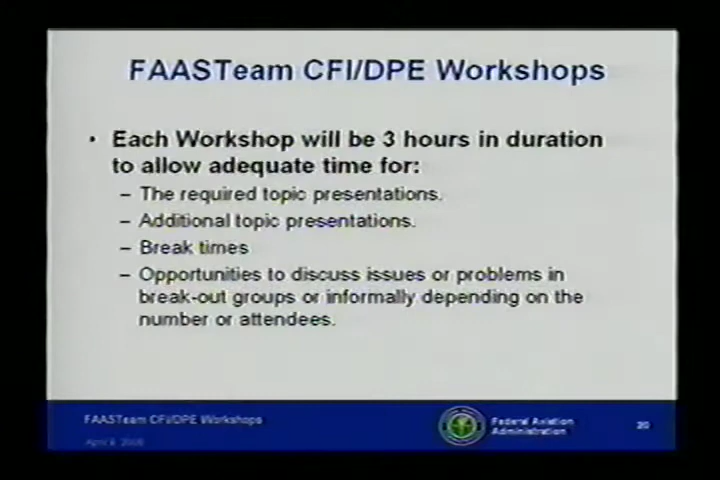 FAASTeam CFI/DPE Workshops
• Each Workshop will be 3 hours in duration
to allow adequate time for:
– The required topic presentations.
– Additional topic presentations.
– Break times
– Opportunities to discuss issues or problems in
break-out groups or informally depending on the
number or attendees.
FAASTeam CFI/DPE Workshops
Federal Aviation
Administration
20
April